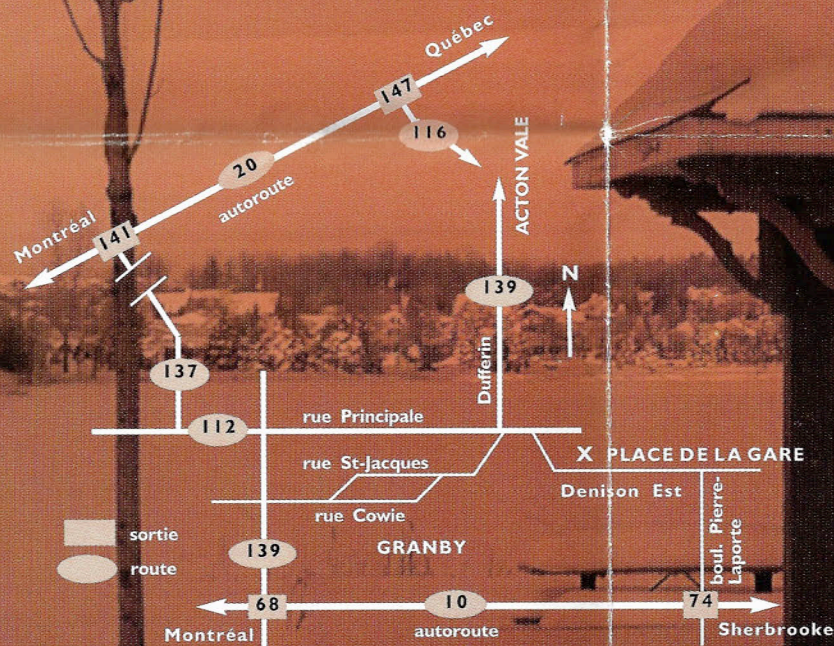 Québec
147
116
20
autoroute
ACTON VALE
Montréal
141
N
139
Dufferin
137
112
rue Principale
X PLACE DE LA GARE
rue St-Jacques
Denison Est
rue Cowie
boul. Pierre-
Laporte
sortie
route
139
GRANBY
68
10
74
Montréal
autoroute
Sherbrooke